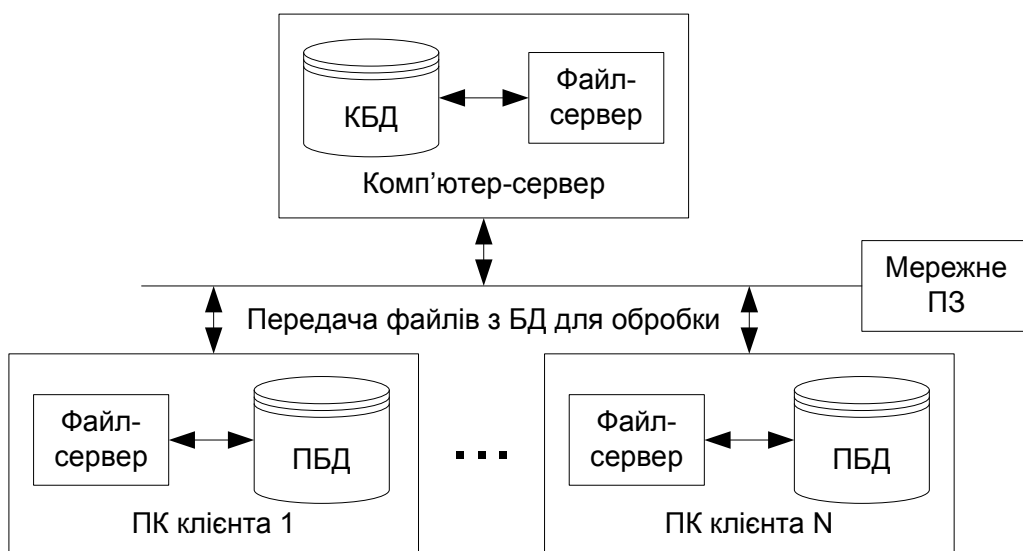 КБД
Файл-
сервер
Комп’ютер-сервер
Мережне
ПЗ
Передача файлів з БД для обробки
Файл-
сервер
ПБД
ПК клієнта 1
...
Файл-
сервер
ПБД
ПК клієнта N